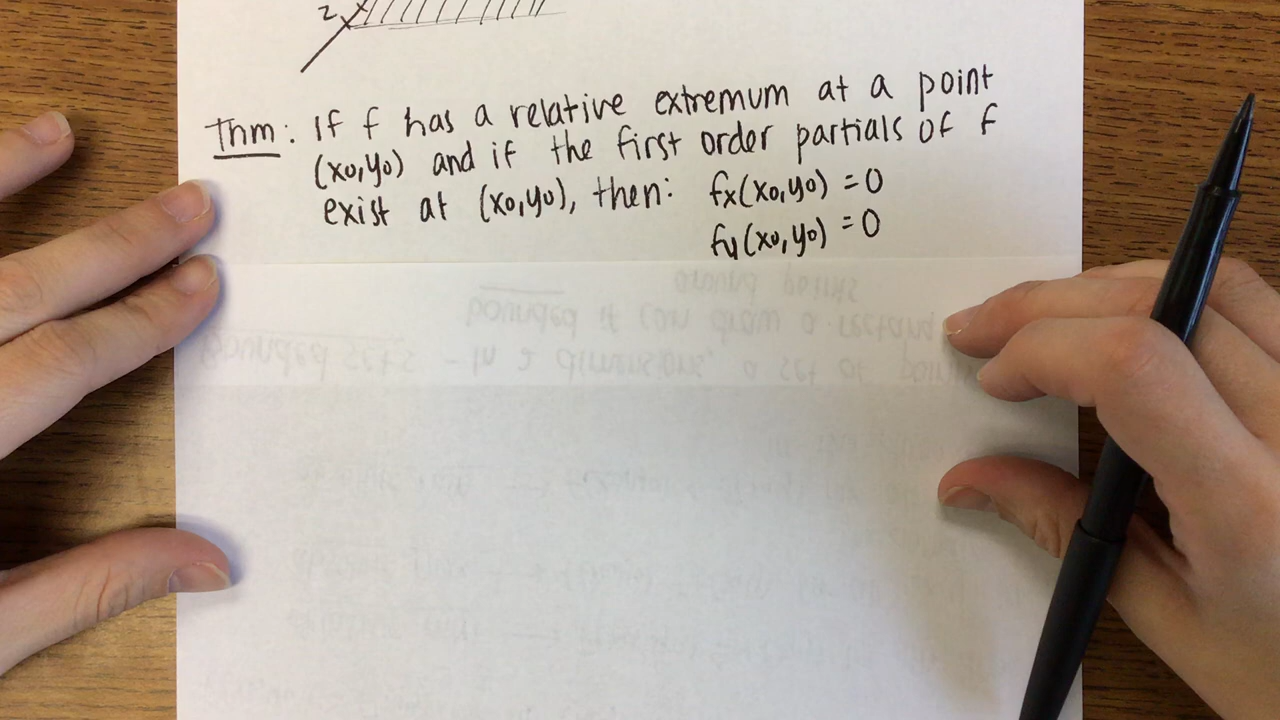 z
Thm: If f has a relative extremum at a point
(x0,y0) and if the first order partials of f
exist at (x0,y0), then: fx(x0,y0) = 0
fy(x0,y0) = 0